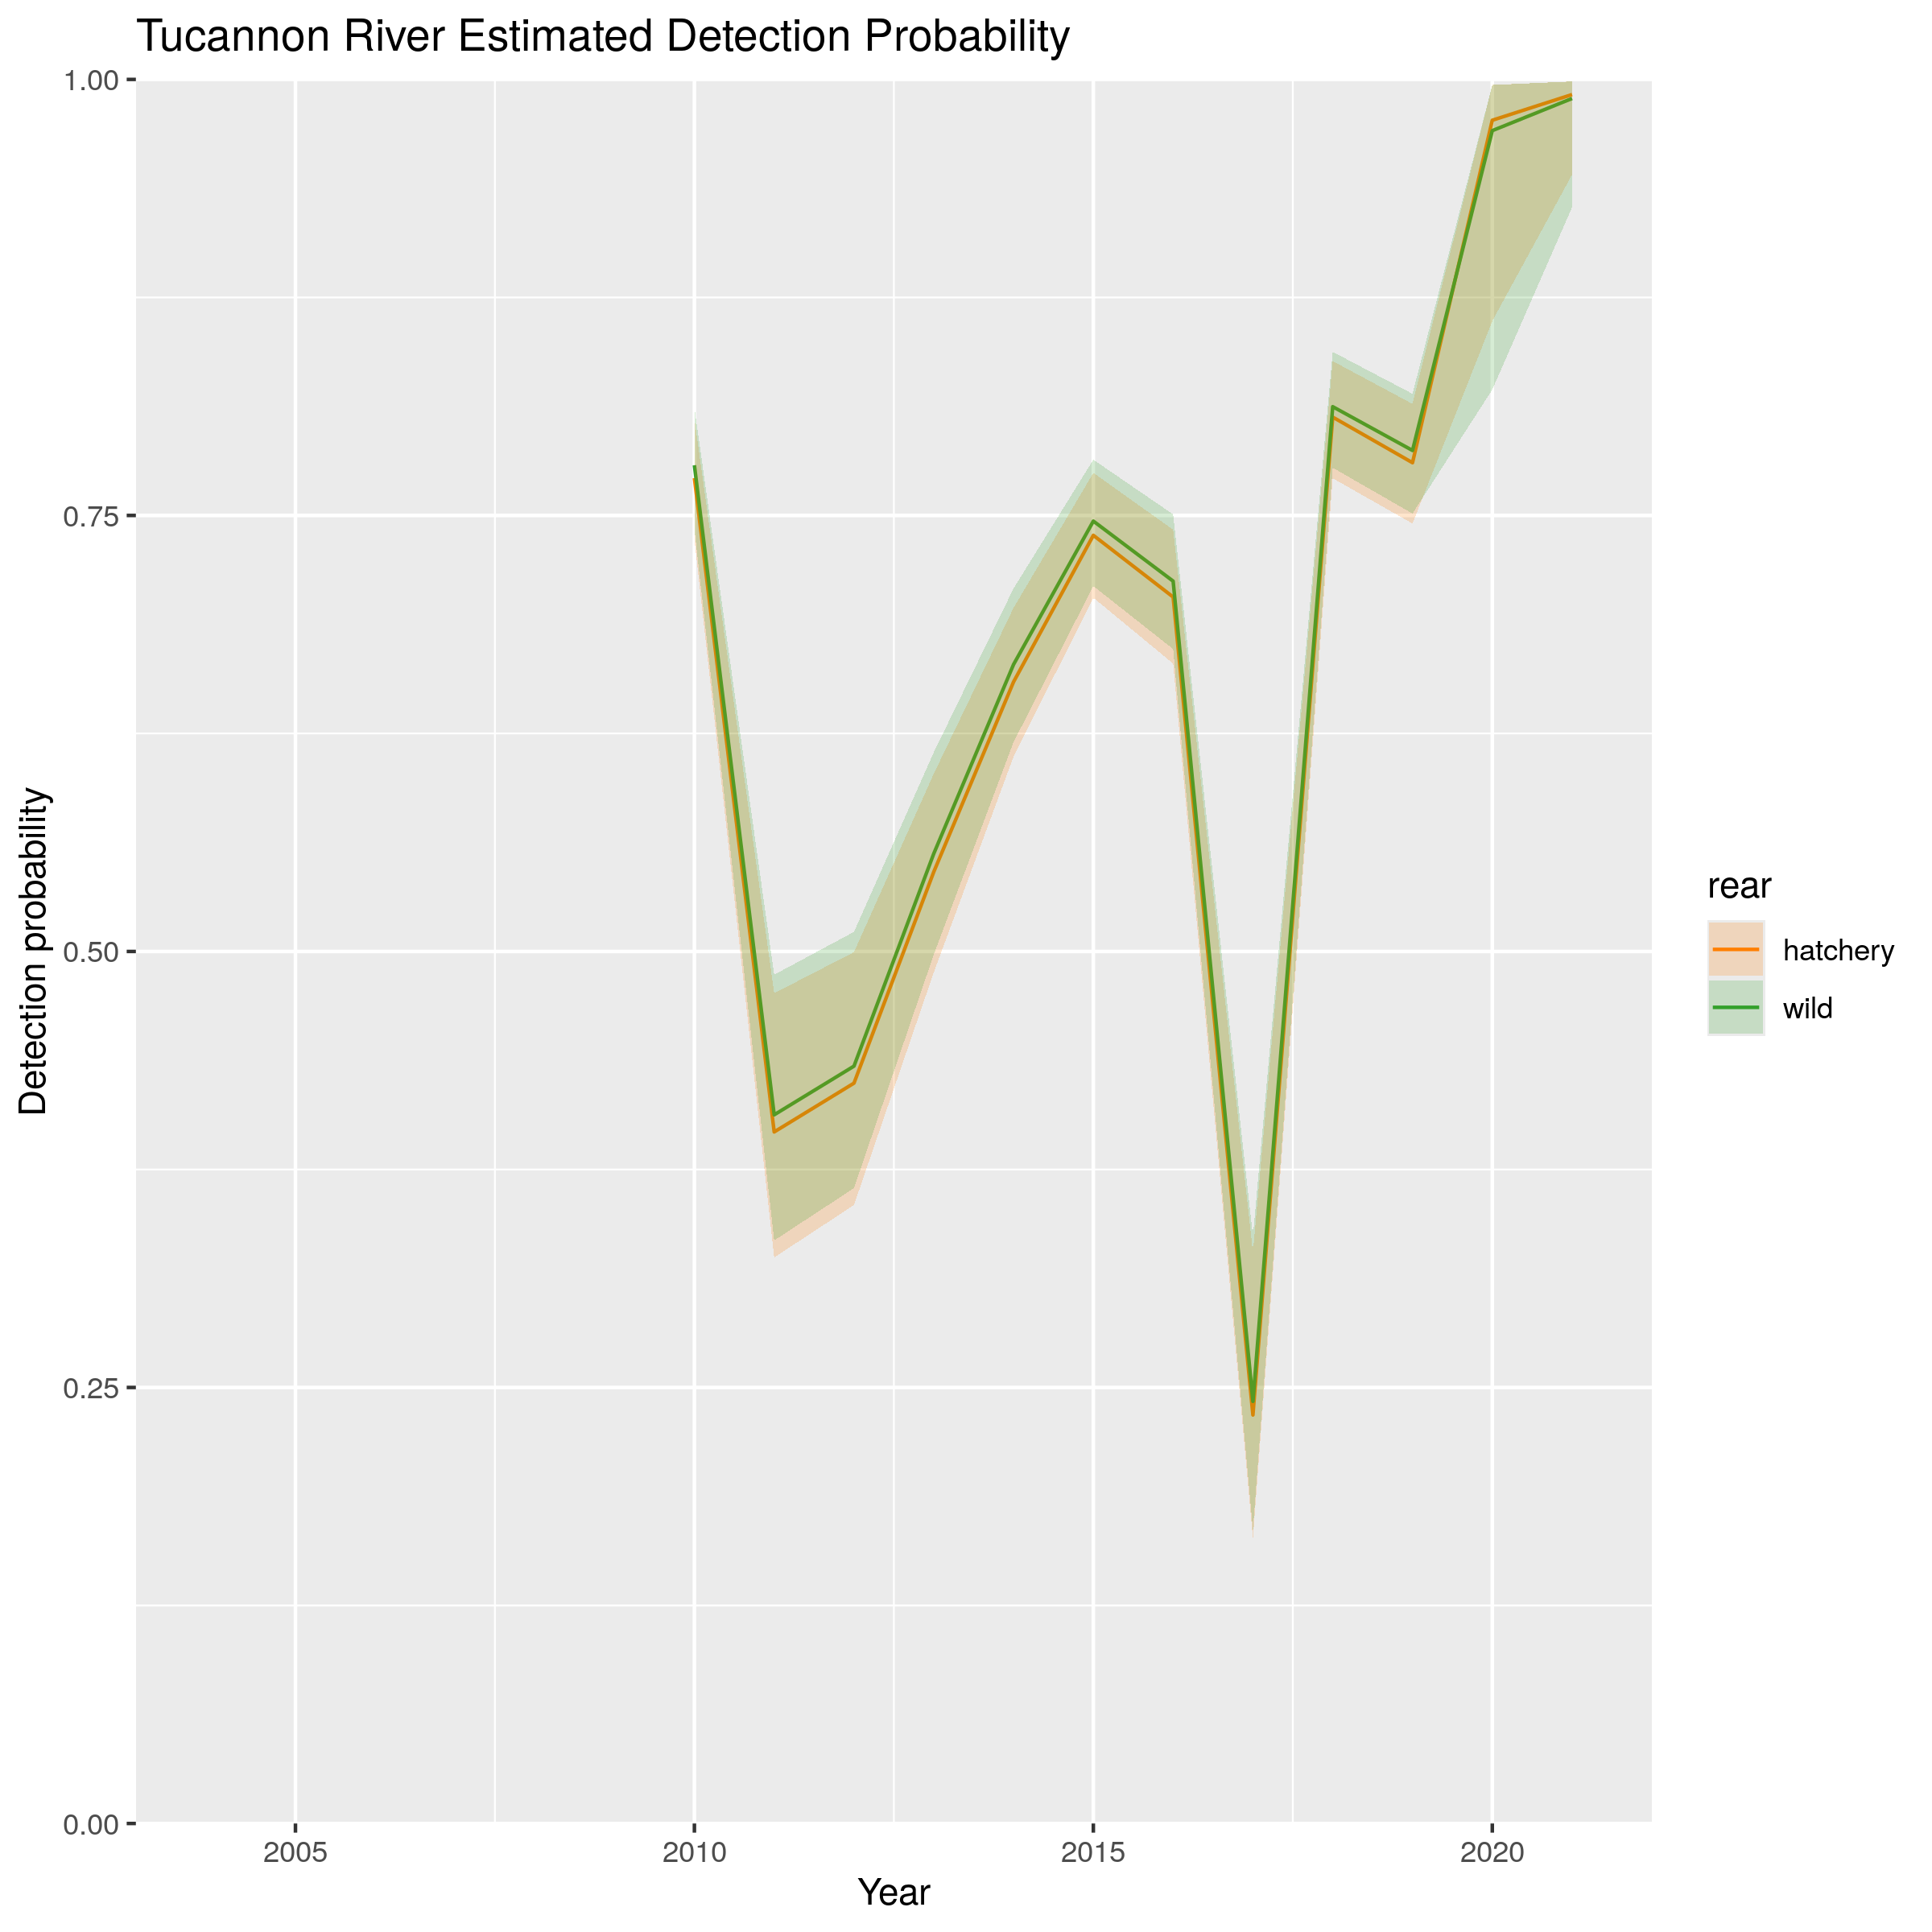 Tucannon River Estimated Detection Probability
1.00
0.75
0.50
0.25
0.00
Detection probability
2005
2010
2015
2020
Year
rear
hatchery
wild